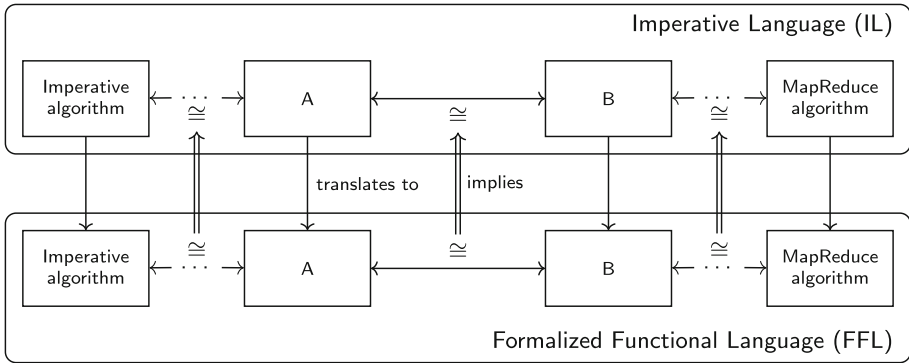 Imperative Language (IL)
Imperative
algorithm
⋯
≅
A
≅
B
⋯
≅
MapReduce
algorithm
translates to
implies
Imperative
algorithm
≅
⋯
A
≅
B
≅
⋯
MapReduce
algorithm
Formalized Functional Language (FFL)